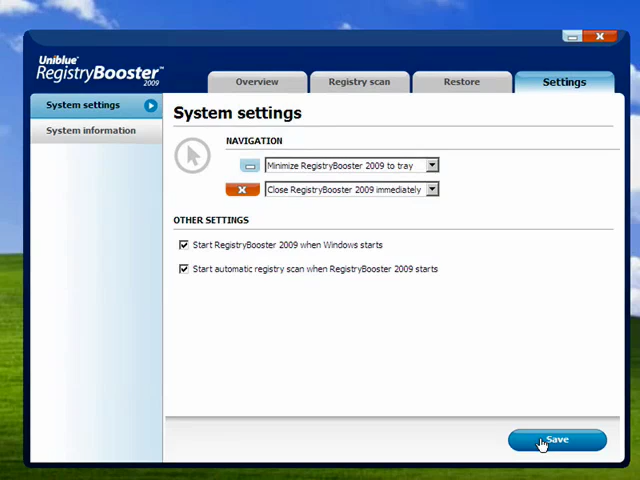 Uniblue
RegistryBooster™
2009
Overview
Registry scan
Restore
Settings
System settings
System information
System settings
NAVIGATION
Minimize RegistryBooster 2009 to tray
Close RegistryBooster 2009 immediately
OTHER SETTINGS
Start RegistryBooster 2009 when Windows starts
Start automatic registry scan when RegistryBooster 2009 starts
Save